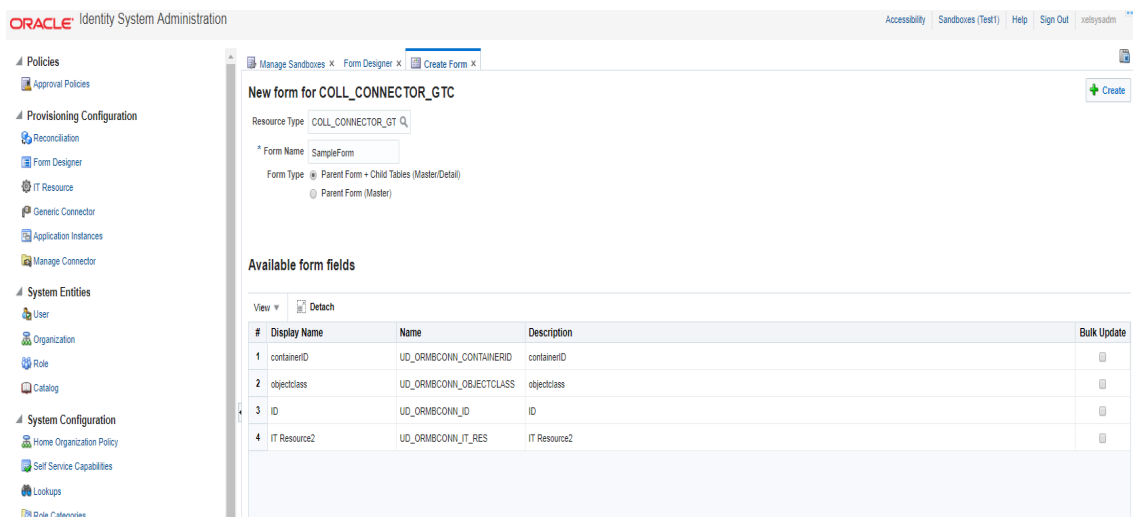 ORACLE Identity System Administration
Accessibility Sandboxes (Test1) Help Sign Out xelsysadm
Policies
Approval Policies
Provisioning Configuration
Reconciliation
Form Designer
IT Resource
Generic Connector
Application Instances
Manage Connector
System Entities
User
Organization
Role
Catalog
System Configuration
Home Organization Policy
Self Service Capabilities
Lookups
Role Categories
Manage Sandboxes x Form Designer x Create Form x
New form for COLL_CONNECTOR_GTC
Create
Resource Type COLL_CONNECTOR_GT
* Form Name SampleForm
Form Type Parent Form + Child Tables (Master/Detail)
Parent Form (Master)
Available form fields
View Detach
# Display Name Name Description Bulk Update
1 containerID UD_ORMBCONN_CONTAINERID containerID
2 objectclass UD_ORMBCONN_OBJECTCLASS objectclass
3 ID UD_ORMBCONN_ID ID
4 IT Resource2 UD_ORMBCONN_IT_RES IT Resource2